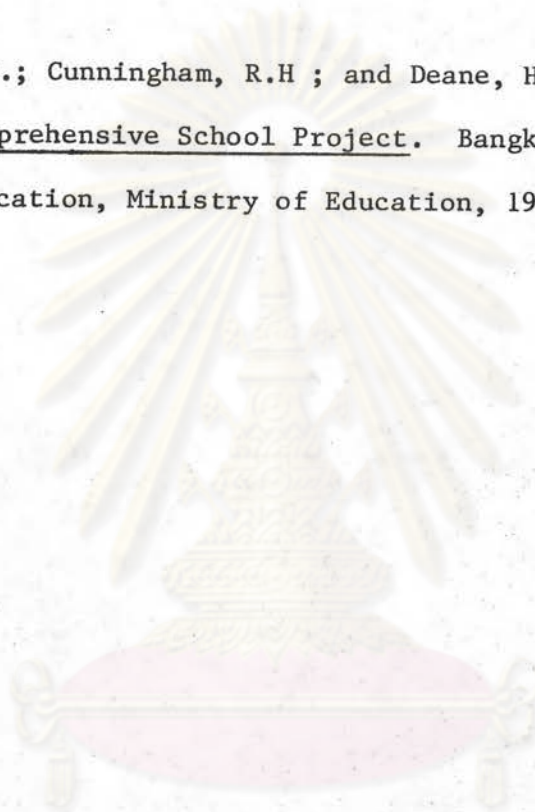 .; Cunningham, R.H ; and Deane, H
prehensive School Project. Bangk
cation, Ministry of Education, 19